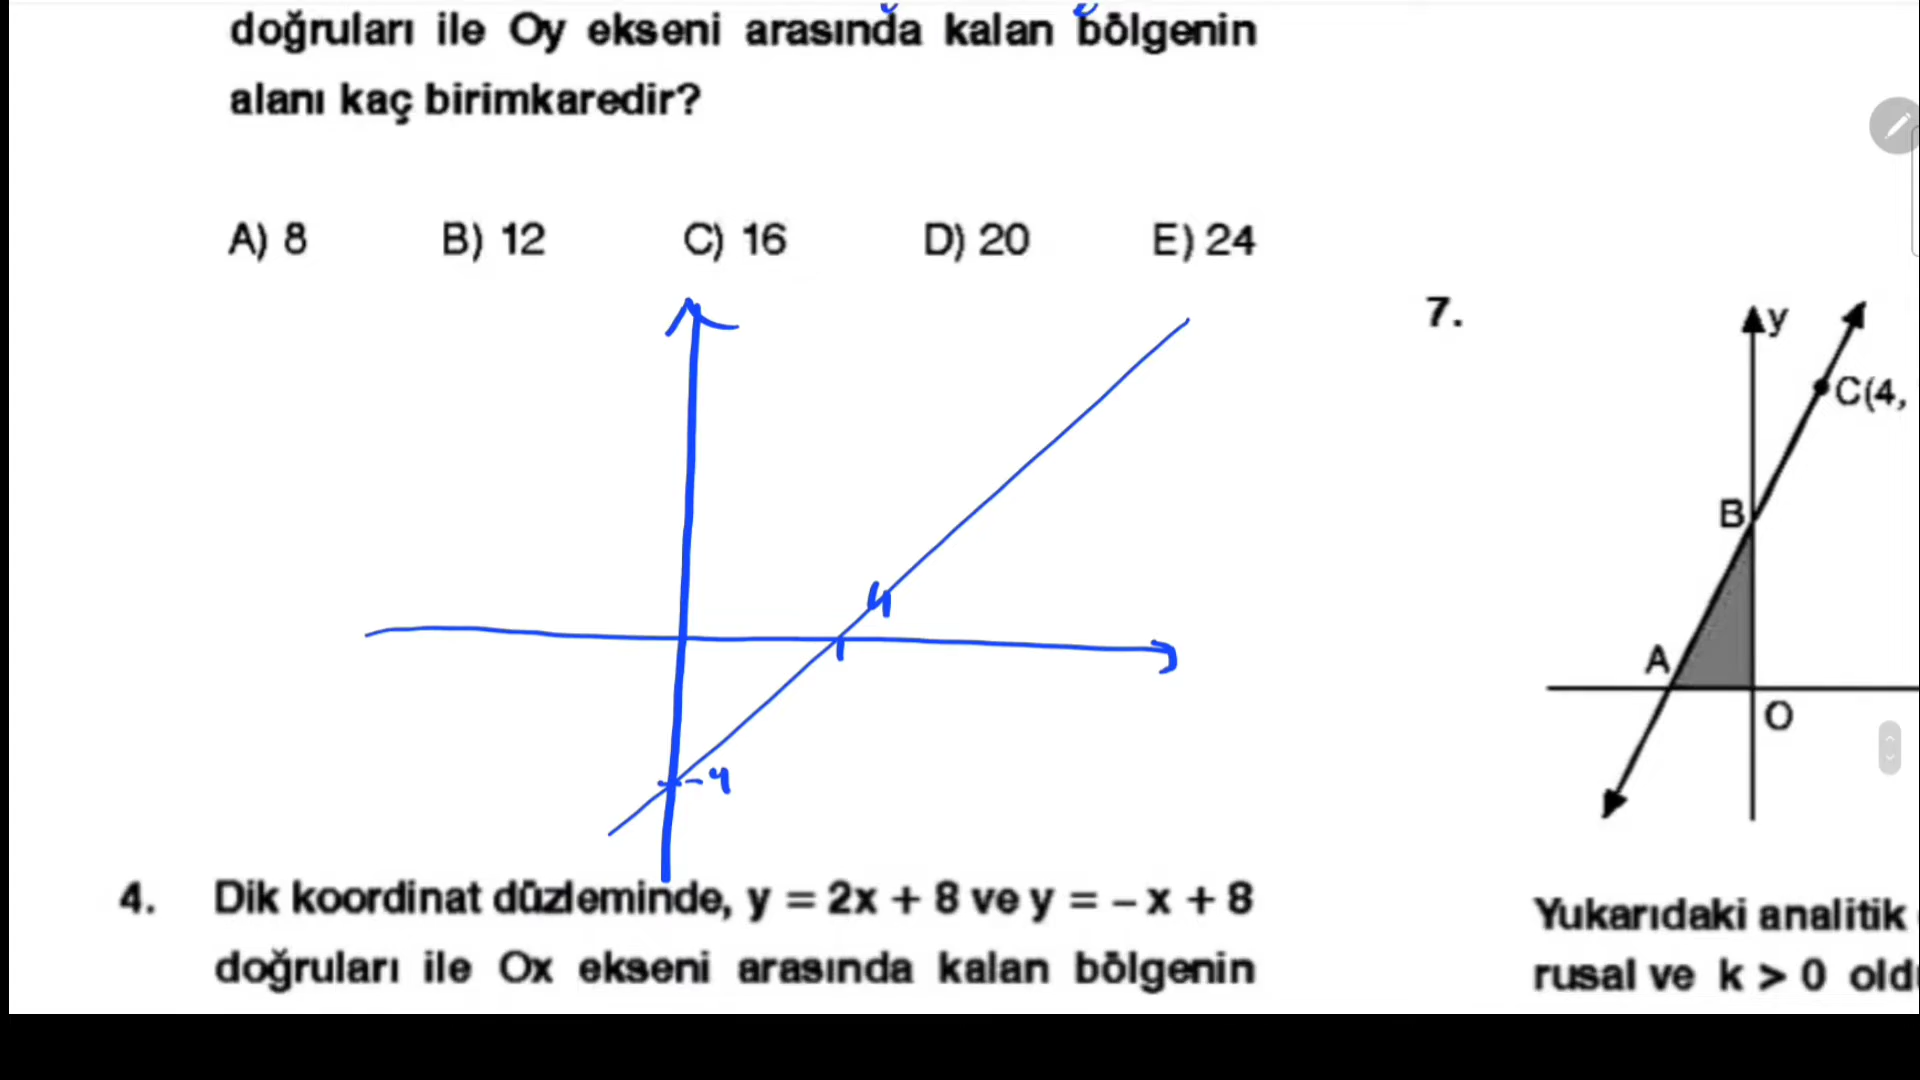 doğruları ile Oy ekseni arasında kalan bölgenin
alanı kaç birimkaredir?
A) 8 B) 12 C) 16 D) 20 E) 24
4
-4
4. Dik koordinat düzleminde, y = 2x + 8 ve y = – x + 8
doğruları ile Ox ekseni arasında kalan bölgenin
7.
y
C(4,
B
A
O
Yukarıdaki analitik
rusal ve k > 0 old